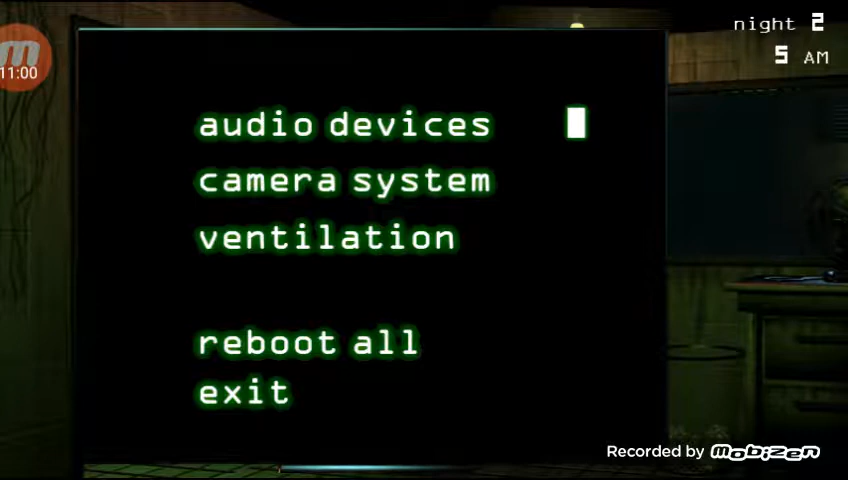 night 2
5 AM
11:00
audio devices
camera system
ventilation
reboot all
exit
Recorded by mobizen